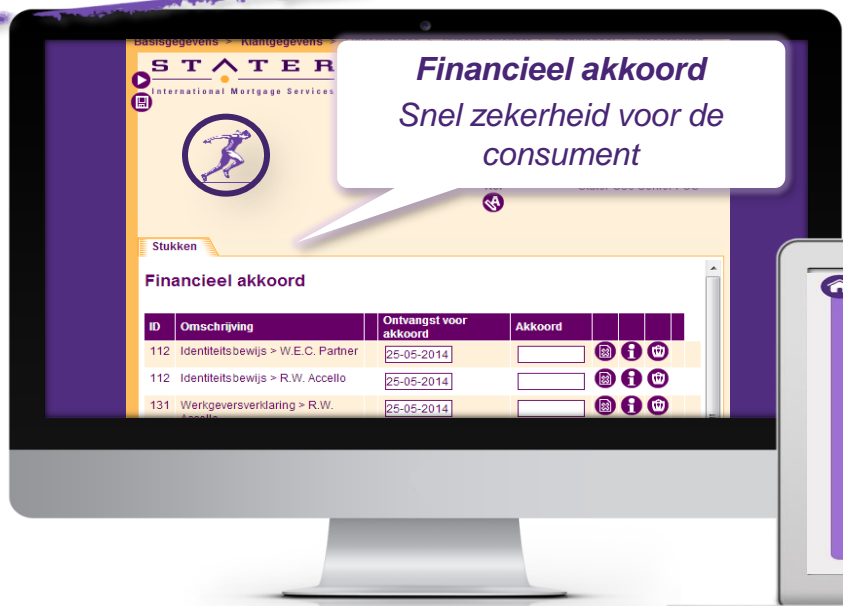 Basisgegevens > Klantgegevens >
STATER
International Mortgage Services
Financieel akkoord
Snel zekerheid voor de
consument
Stukken
Financieel akkoord
ID Omschrijving Ontvangst voor akkoord Akkoord
112 Identiteitsbewijs > W.E.C. Partner 25-05-2014
112 Identiteitsbewijs > R.W. Accello 25-05-2014
131 Werkgeversverklaring > R.W. Accello 25-05-2014